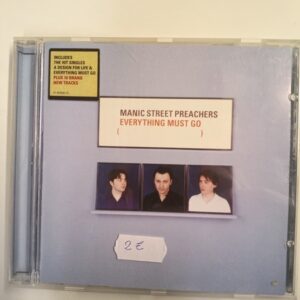 INCLUDES
THE HIT SINGLES
A DESIGN FOR LIFE &
EVERYTHING MUST GO
PLUS 10 BRAND
NEW TRACKS
MANIC STREET PREACHERS
EVERYTHING MUST GO
( )
2€